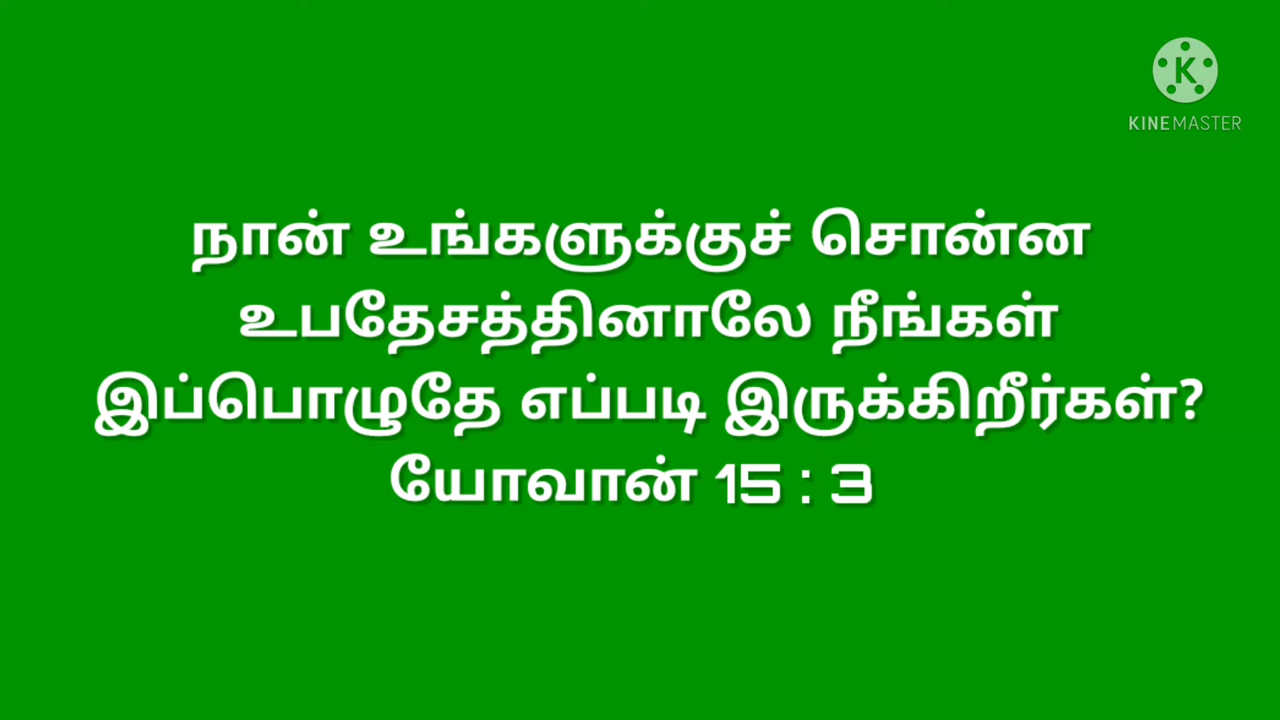 KINEMASTER
நான் உங்களுக்குச் சொன்ன
உபதேசத்தினாலே நீங்கள்
இப்பொழுதே எப்படி இருக்கிறீர்கள்?
யோவான் 15 : 3